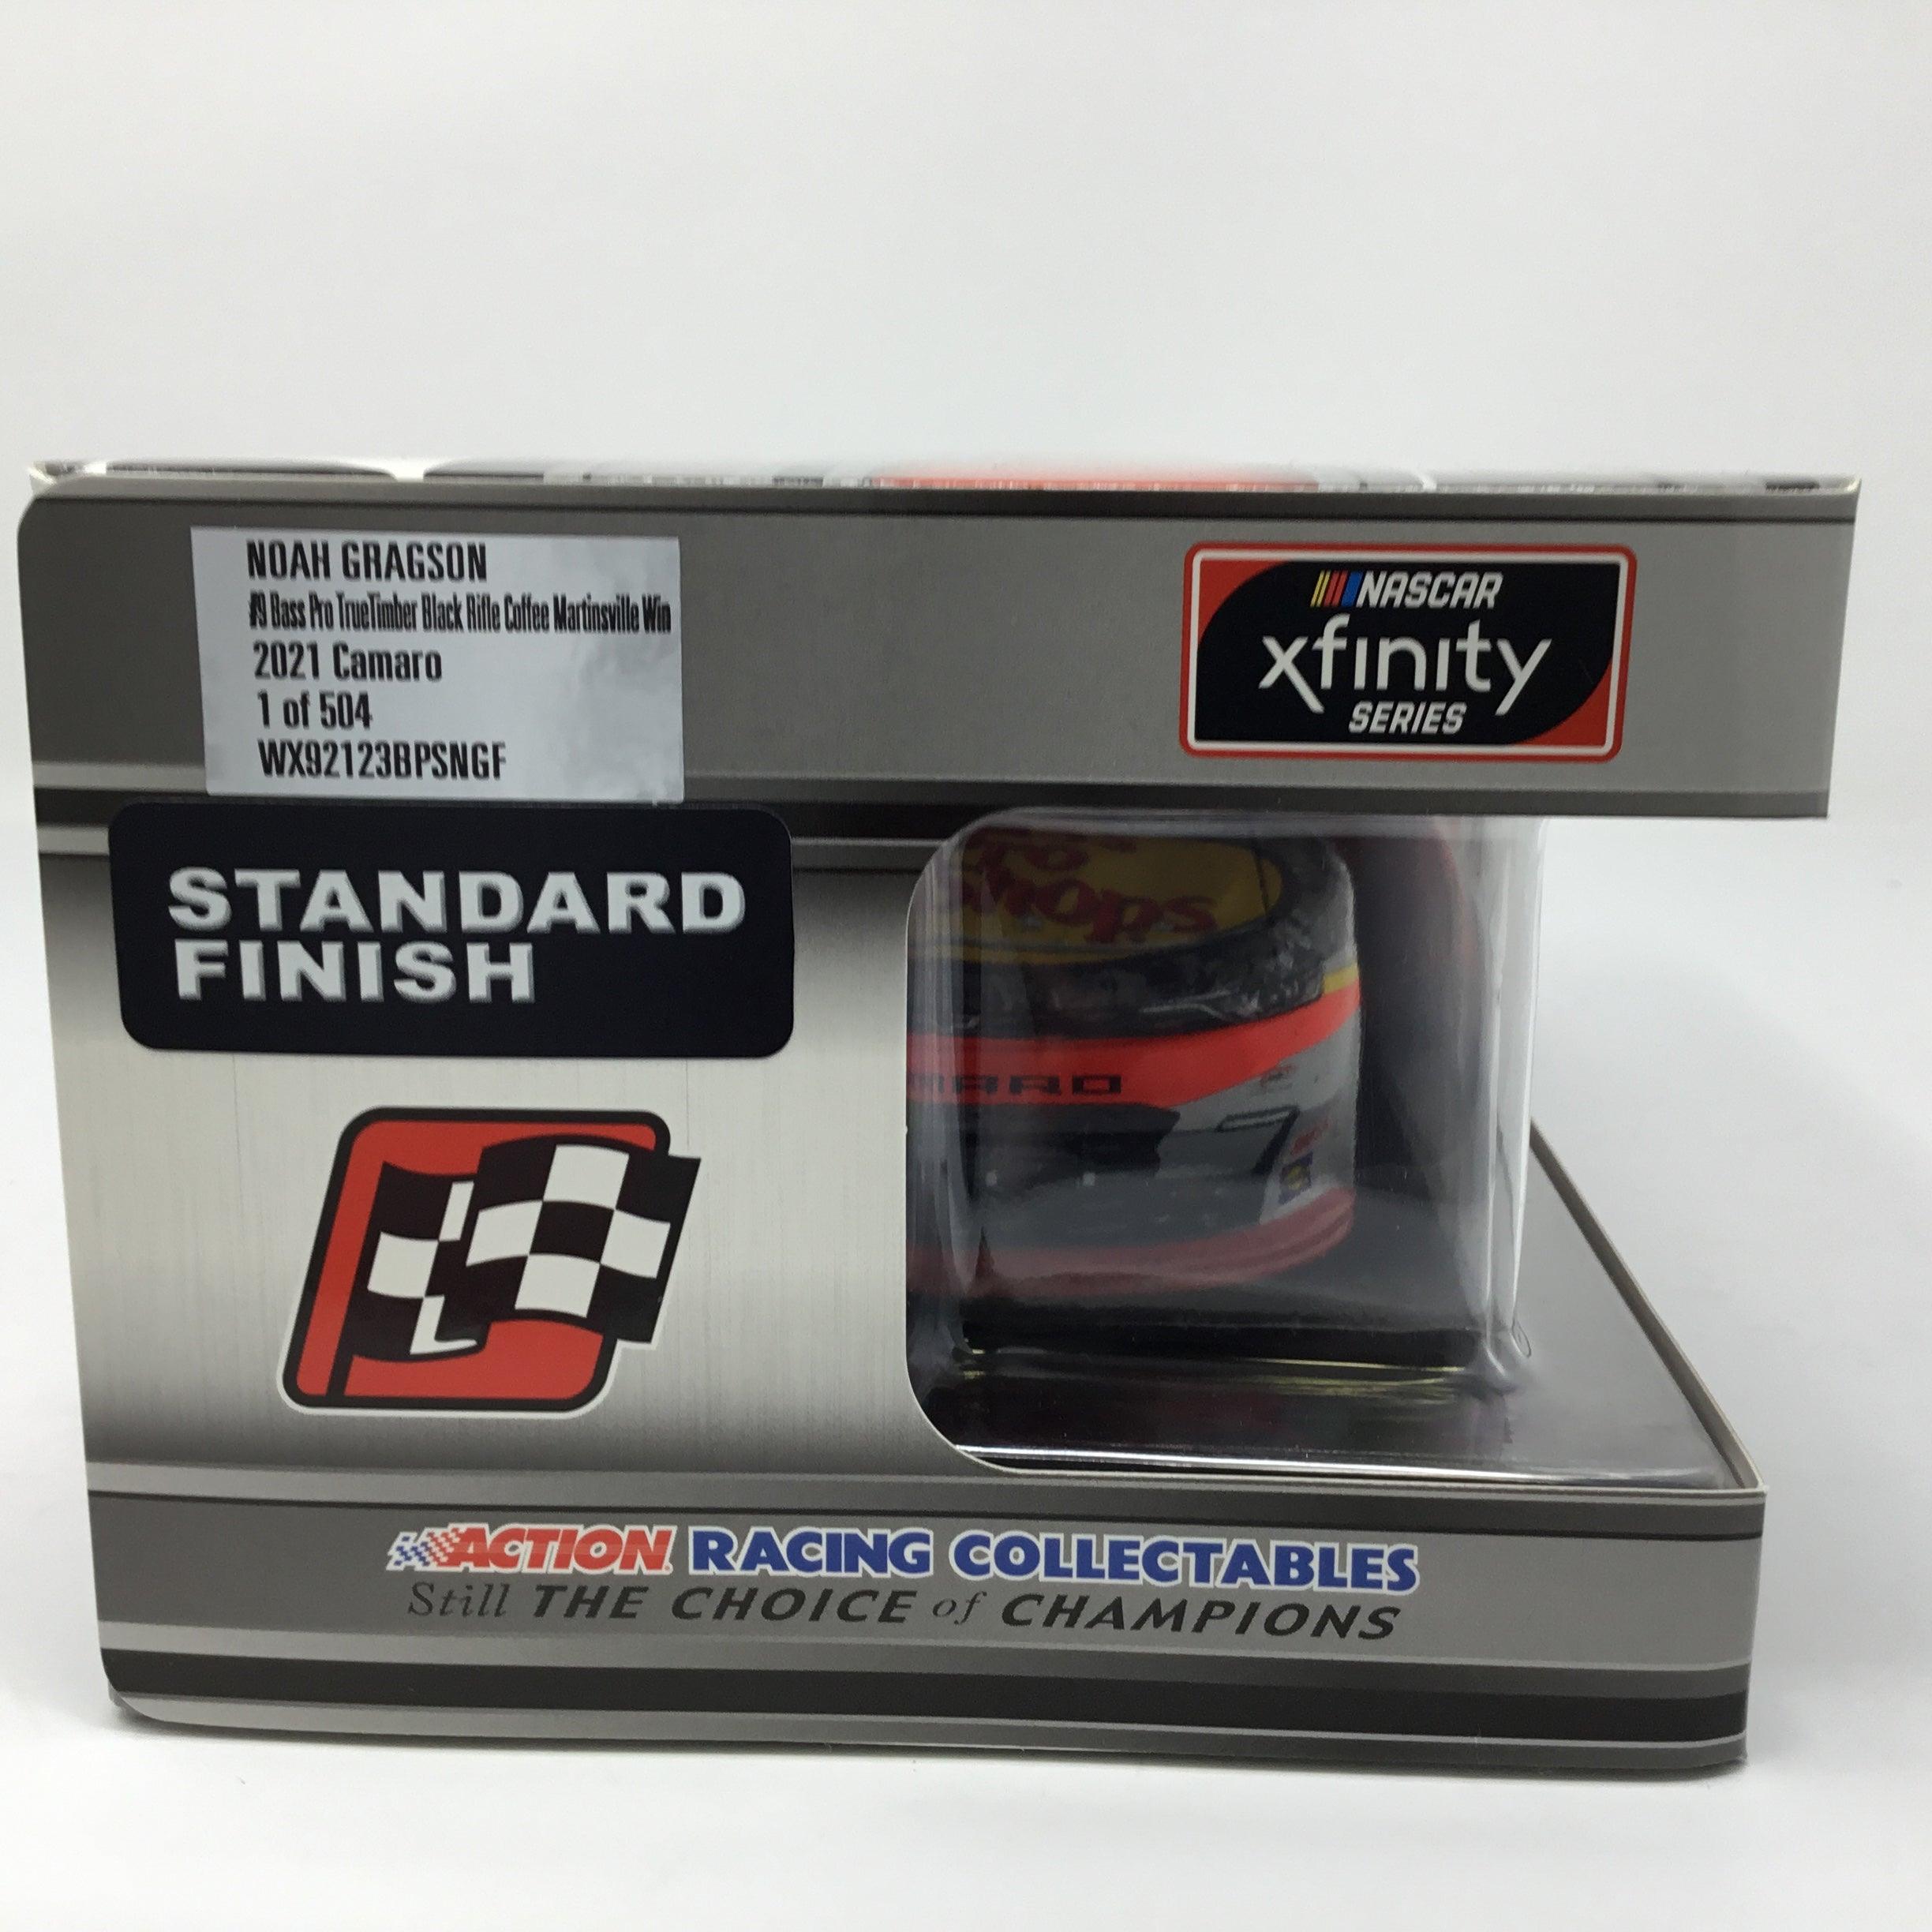 NOAH GRAGSON
#9 Bass Pro TrueTimber Black Rifle Coffee Martinsville Win
2021 Camaro
1 of 504
WX92123BPSNGF
NASCAR
xfinity
SERIES
STANDARD
FINISH
ACTION RACING COLLECTABLES
Still THE CHOICE of CHAMPIONS